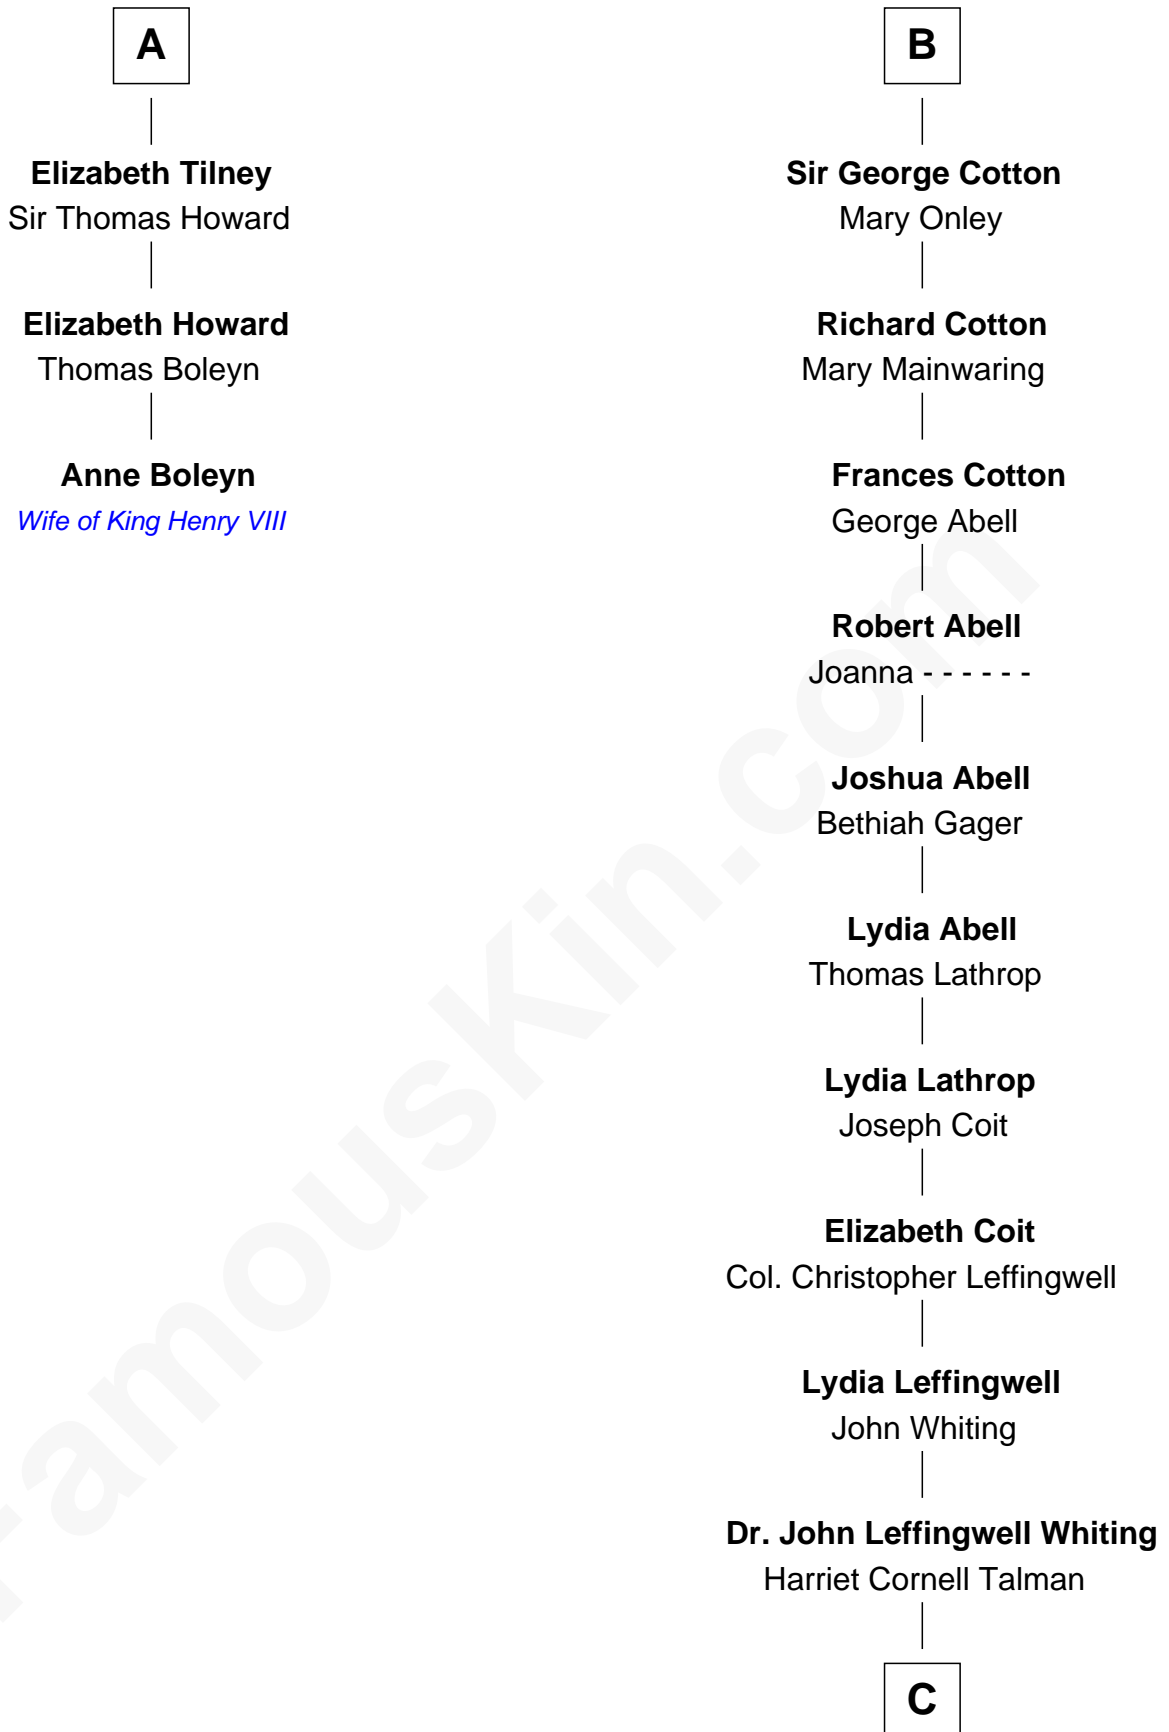 A
Elizabeth Tilney
Sir Thomas Howard
Elizabeth Howard
Thomas Boleyn
Anne Boleyn
Wife of King Henry VIII
B
Sir George Cotton
Mary Onley
Richard Cotton
Mary Mainwaring
Frances Cotton
George Abell
Robert Abell
Joanna - - - - - -
Joshua Abell
Bethiah Gager
Lydia Abell
Thomas Lathrop
Lydia Lathrop
Joseph Coit
Elizabeth Coit
Col. Christopher Leffingwell
Lydia Leffingwell
John Whiting
Dr. John Leffingwell Whiting
Harriet Cornell Talman
C
FamousKin.com